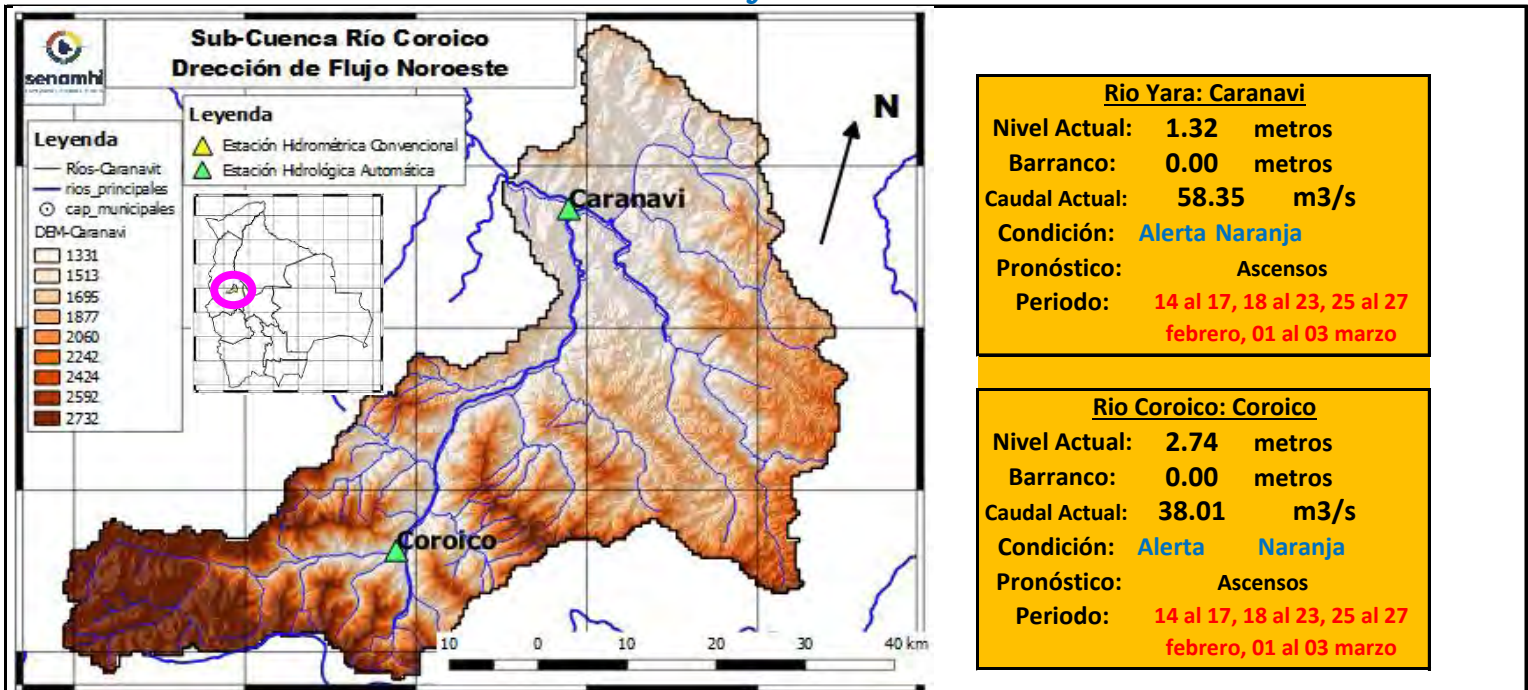 Sub-Cuenca Río Coroico
Drección de Flujo Noroeste
senamhi
Leyenda
Estación Hidrométrica Convencional
Estación Hidrológica Automática
Leyenda
Ríos-Caranavit
rios_principales
cap_municipales
DEM-Caranavi
1331
1513
1695
1877
2060
2242
2424
2592
2732
N
Caranavi
Coroico
10 0 10 20 30 40 km
Rio Yara: Caranavi
Nivel Actual: 1.32 metros
Barranco: 0.00 metros
Caudal Actual: 58.35 m3/s
Condición: Alerta Naranja
Pronóstico: Ascensos
Periodo: 14 al 17, 18 al 23, 25 al 27
febrero, 01 al 03 marzo
Rio Coroico: Coroico
Nivel Actual: 2.74 metros
Barranco: 0.00 metros
Caudal Actual: 38.01 m3/s
Condición: Alerta Naranja
Pronóstico: Ascensos
Periodo: 14 al 17, 18 al 23, 25 al 27
febrero, 01 al 03 marzo